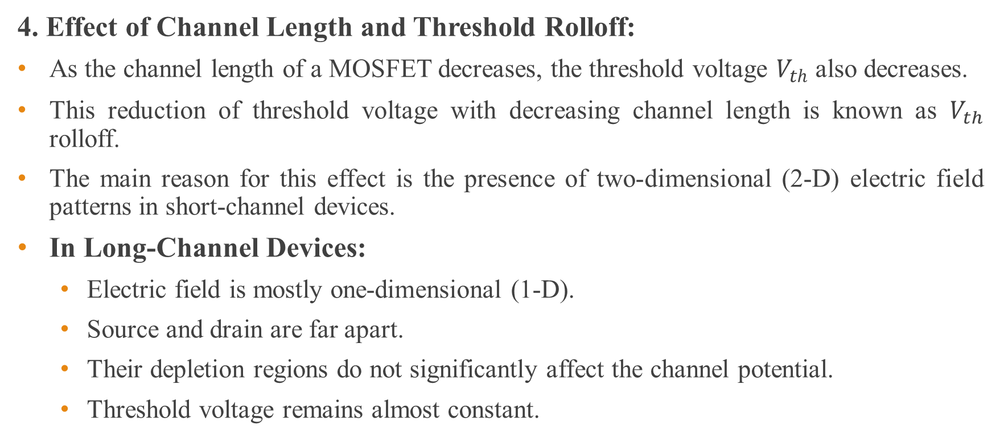 4. Effect of Channel Length and Threshold Rolloff:
• As the channel length of a MOSFET decreases, the threshold voltage V_th also decreases.
• This reduction of threshold voltage with decreasing channel length is known as V_th
rolloff.
• The main reason for this effect is the presence of two-dimensional (2-D) electric field
patterns in short-channel devices.
• In Long-Channel Devices:
• Electric field is mostly one-dimensional (1-D).
• Source and drain are far apart.
• Their depletion regions do not significantly affect the channel potential.
• Threshold voltage remains almost constant.